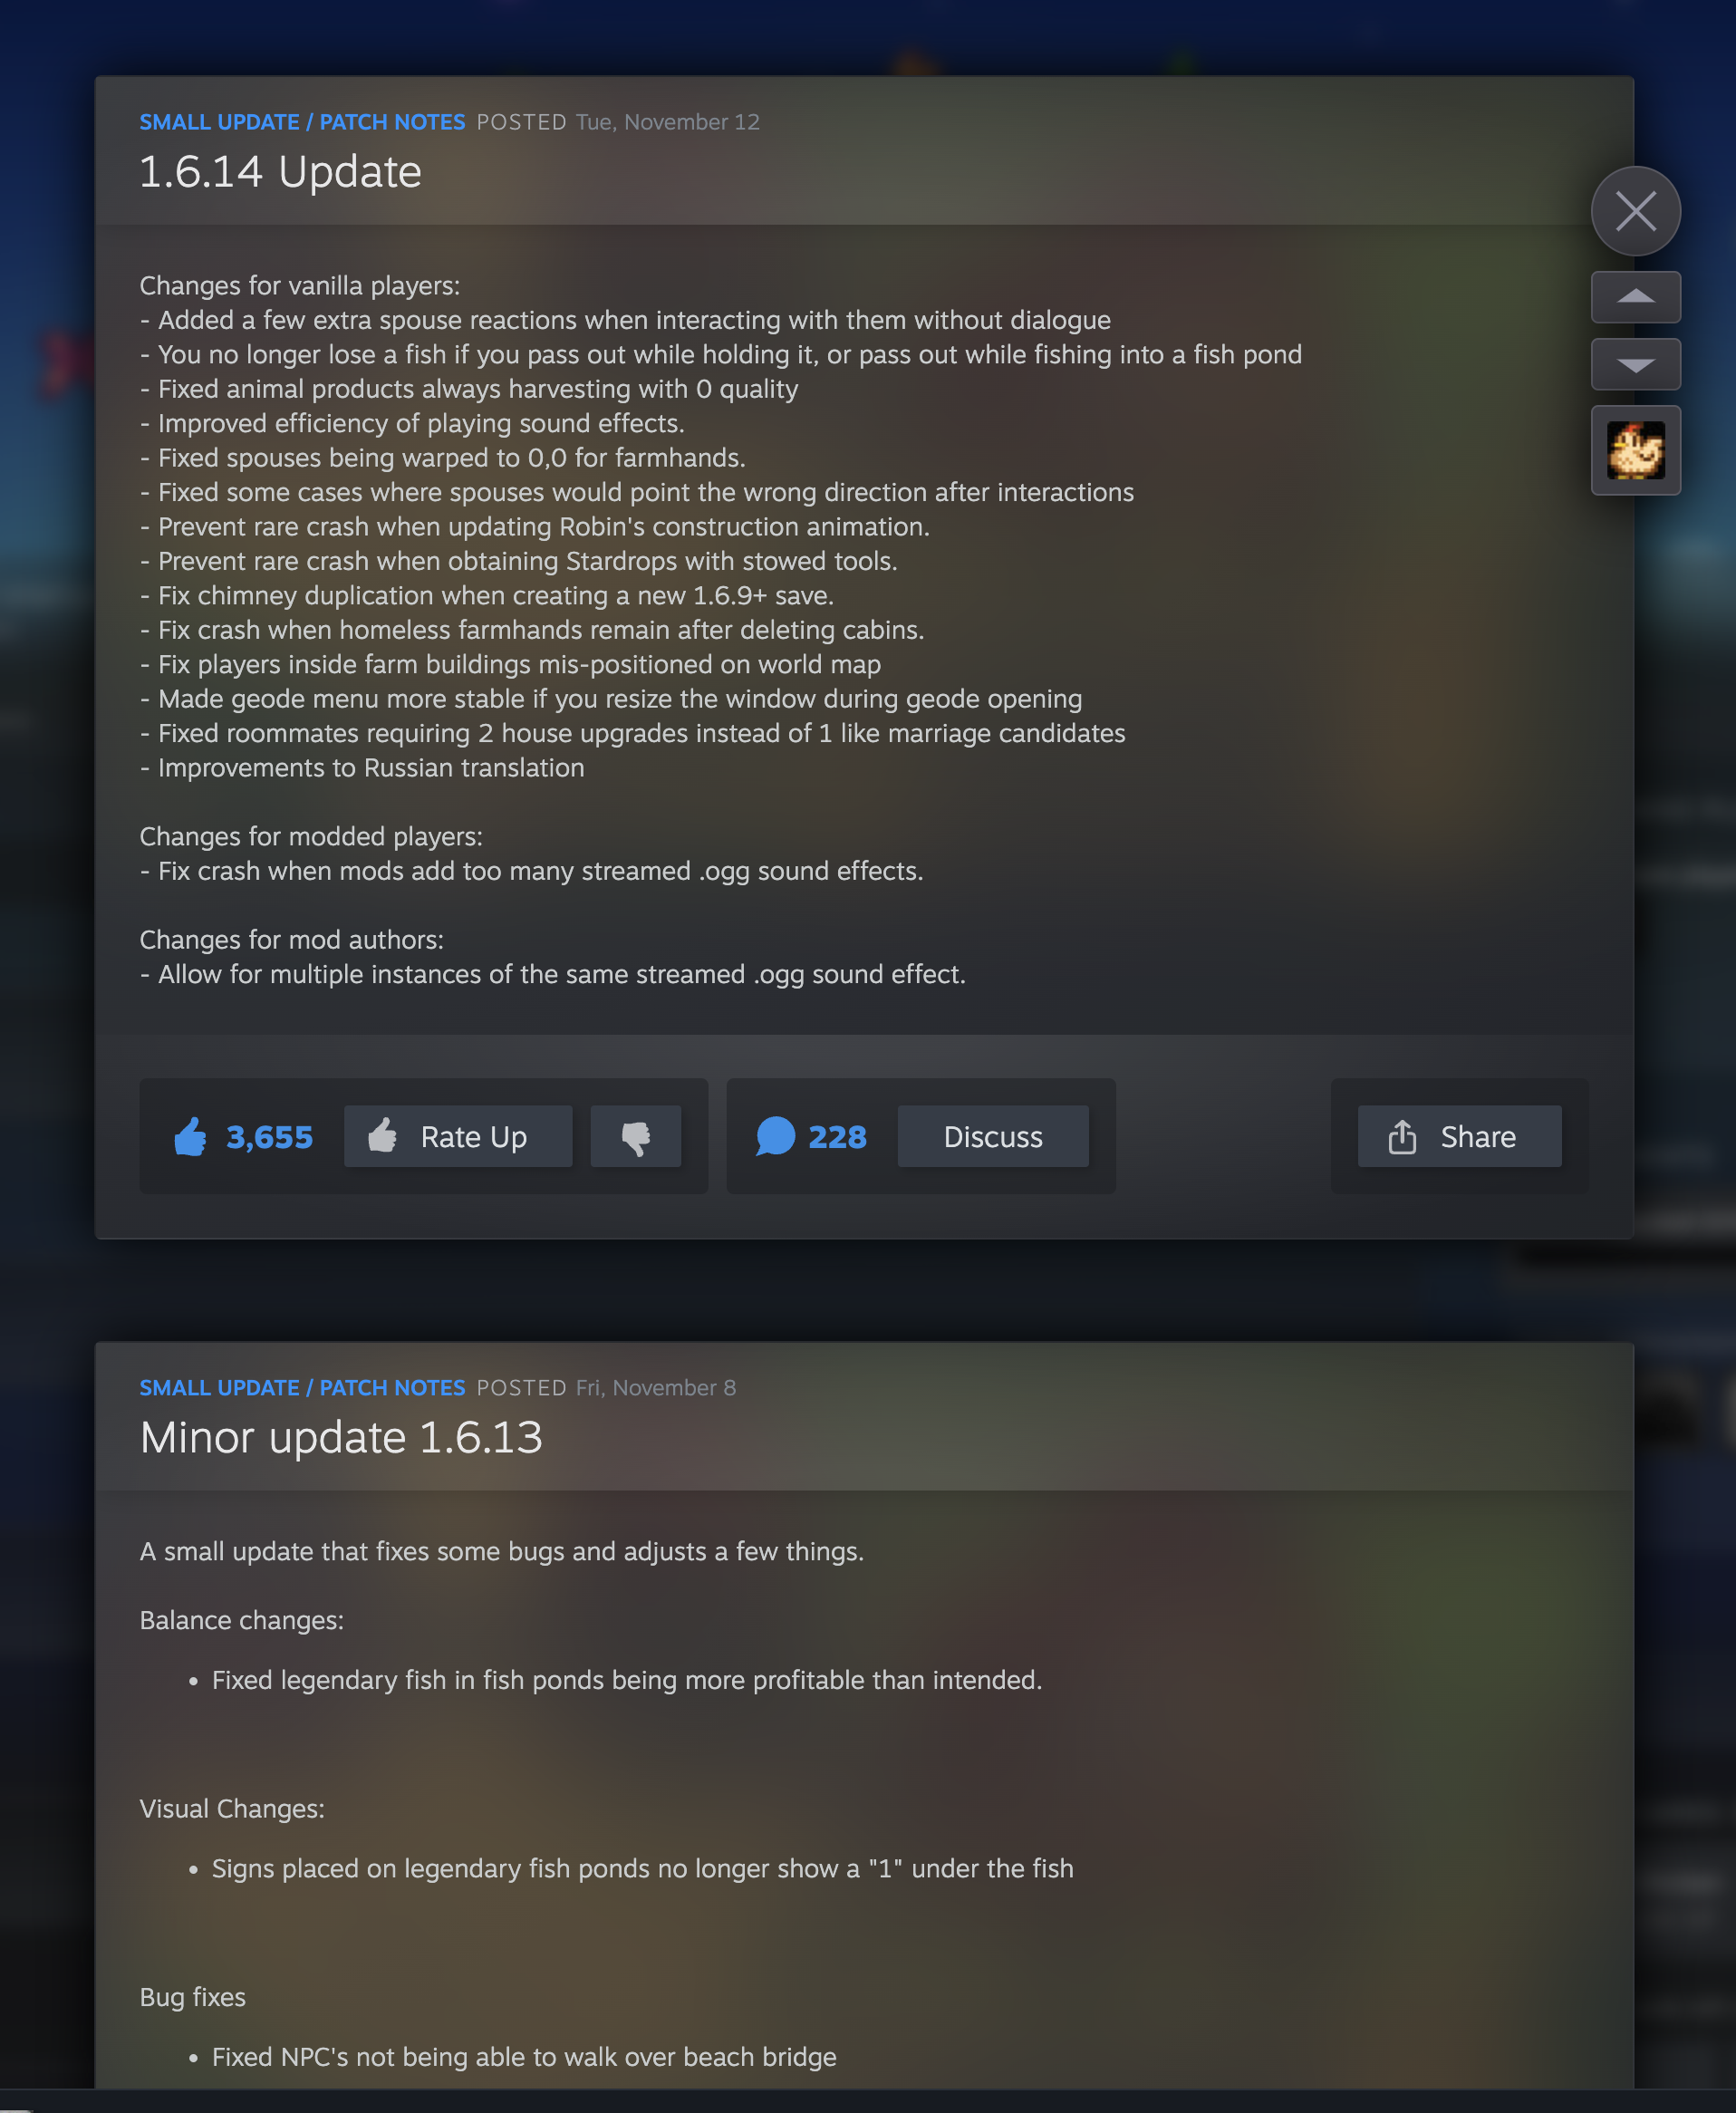 SMALL UPDATE / PATCH NOTES POSTED Tue, November 12
1.6.14 Update
Changes for vanilla players:
- Added a few extra spouse reactions when interacting with them without dialogue
- You no longer lose a fish if you pass out while holding it, or pass out while fishing into a fish pond
- Fixed animal products always harvesting with 0 quality
- Improved efficiency of playing sound effects.
- Fixed spouses being warped to 0,0 for farmhands.
- Fixed some cases where spouses would point the wrong direction after interactions
- Prevent rare crash when updating Robin's construction animation.
- Prevent rare crash when obtaining Stardrops with stowed tools.
- Fix chimney duplication when creating a new 1.6.9+ save.
- Fix crash when homeless farmhands remain after deleting cabins.
- Fix players inside farm buildings mis-positioned on world map
- Made geode menu more stable if you resize the window during geode opening
- Fixed roommates requiring 2 house upgrades instead of 1 like marriage candidates
- Improvements to Russian translation
Changes for modded players:
- Fix crash when mods add too many streamed .ogg sound effects.
Changes for mod authors:
- Allow for multiple instances of the same streamed .ogg sound effect.
3,655 Rate Up 228 Discuss Share
SMALL UPDATE / PATCH NOTES POSTED Fri, November 8
Minor update 1.6.13
A small update that fixes some bugs and adjusts a few things.
Balance changes:
• Fixed legendary fish in fish ponds being more profitable than intended.
Visual Changes:
• Signs placed on legendary fish ponds no longer show a "1" under the fish
Bug fixes
• Fixed NPC's not being able to walk over beach bridge